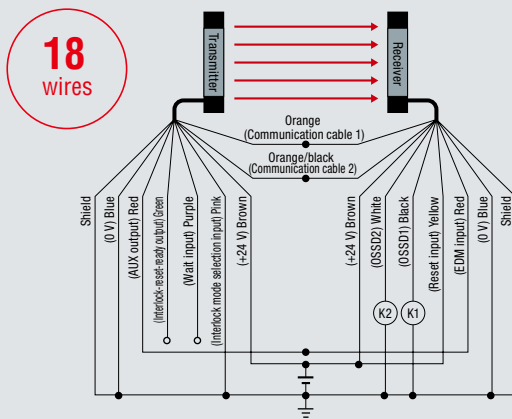 18
wires
Transmitter
Receiver
Orange
(Communication cable 1)
Orange/black
(Communication cable 2)
Shield
(0 V) Blue
(AUX output) Red
(Interlock-reset-ready output) Green
(Wait input) Purple
(Interlock mode selection input) Pink
(+24 V) Brown
(+24 V) Brown
(OSSD2) White
(OSSD1) Black
(Reset input) Yellow
(EDM input) Red
(0 V) Blue
Shield
K2
K1